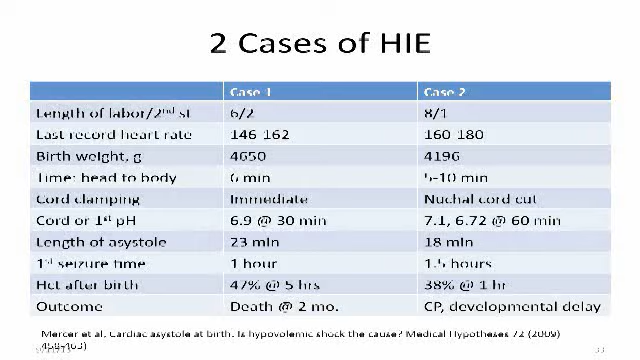 2 Cases of HIE
Case 1 Case 2
Length of labor/2nd st 6/2 8/1
Last record heart rate 146-162 160-180
Birth weight, g 4650 4196
Time: head to body 6 min 5-10 min
Cord clamping Immediate Nuchal cord cut
Cord or 1st pH 6.9 @ 30 min 7.1, 6.72 @ 60 min
Length of asystole 23 min 18 min
1st seizure time 1 hour 1.5 hours
Hct after birth 47% @ 5 hrs 38% @ 1 hr
Outcome Death @ 2 mo. CP, developmental delay
Mercer et al, Cardiac asystole at birth. Is hypovolemic shock the cause? Medical Hypotheses 72 (2009)
458-463)
33